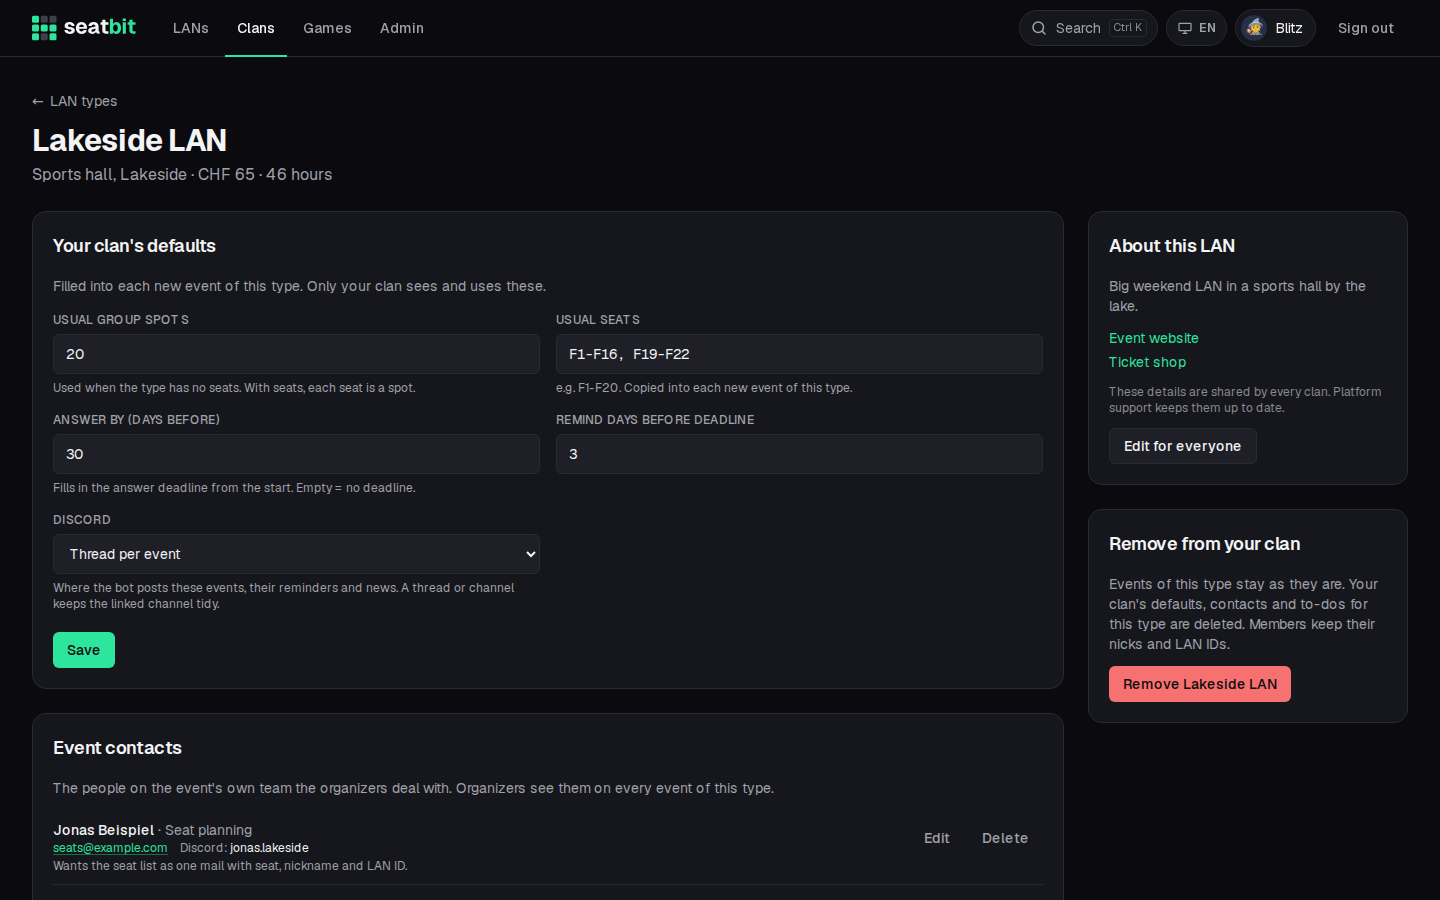 seatbit
LANs
Clans
Games
Admin
Search
Ctrl K
EN
Blitz
Sign out
← LAN types
Lakeside LAN
Sports hall, Lakeside · CHF 65 · 46 hours
Your clan's defaults
Filled into each new event of this type. Only your clan sees and uses these.
USUAL GROUP SPOTS
20
Used when the type has no seats. With seats, each seat is a spot.
USUAL SEATS
F1-F16, F19-F22
e.g. F1-F20. Copied into each new event of this type.
ANSWER BY (DAYS BEFORE)
30
Fills in the answer deadline from the start. Empty = no deadline.
REMIND DAYS BEFORE DEADLINE
3
DISCORD
Thread per event
Where the bot posts these events, their reminders and news. A thread or channel
keeps the linked channel tidy.
Save
Event contacts
The people on the event's own team the organizers deal with. Organizers see them on every event of this type.
Jonas Beispiel · Seat planning
seats@example.com Discord: jonas.lakeside
Wants the seat list as one mail with seat, nickname and LAN ID.
Edit
Delete
About this LAN
Big weekend LAN in a sports hall by the
lake.
Event website
Ticket shop
These details are shared by every clan. Platform
support keeps them up to date.
Edit for everyone
Remove from your clan
Events of this type stay as they are. Your
clan's defaults, contacts and to-dos for
this type are deleted. Members keep their
nicks and LAN IDs.
Remove Lakeside LAN